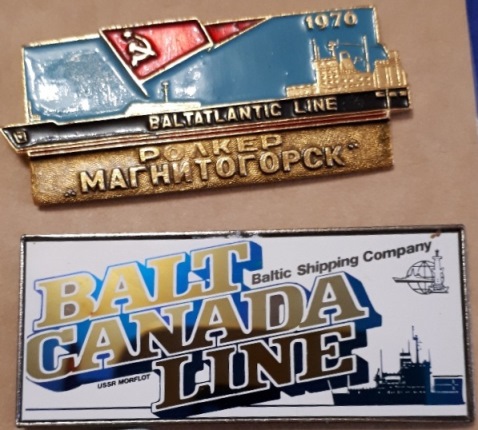 1976
BALTATLANTIC LINE
РОЛКЕР
"МАГНИТОГОРСК"
BALT
Baltic Shipping Company
CANADA
LINE
USSR MORFLOT